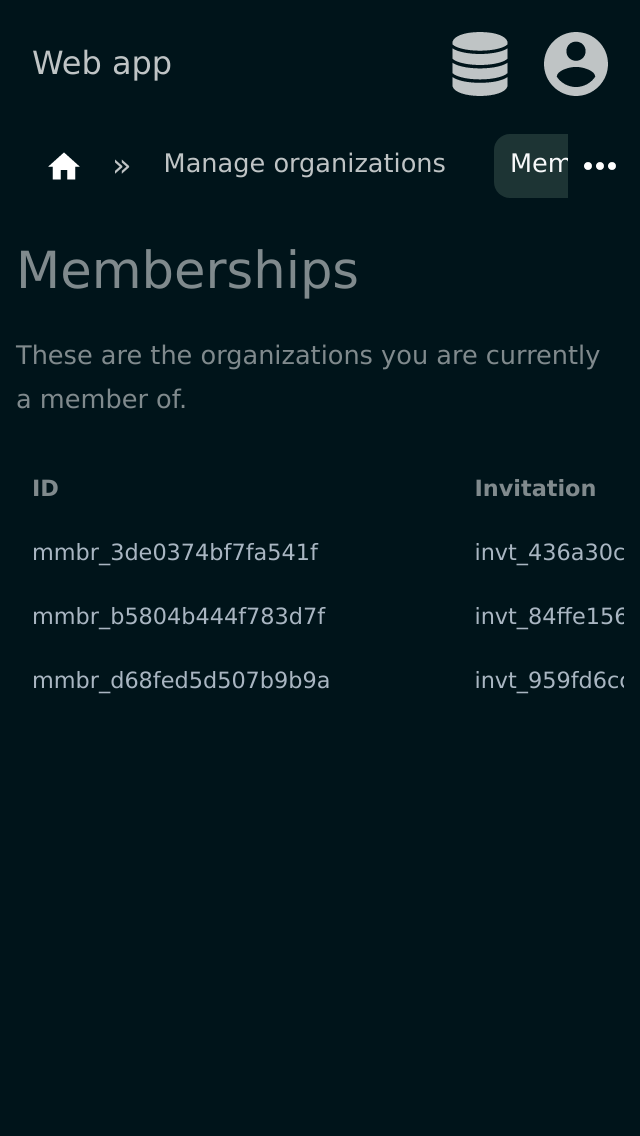 Web app
» Manage organizations Mem
Memberships
These are the organizations you are currently
a member of.
ID Invitation
mmbr_3de0374bf7fa541f invt_436a30c
mmbr_b5804b444f783d7f invt_84ffe156
mmbr_d68fed5d507b9b9a invt_959fd6cc